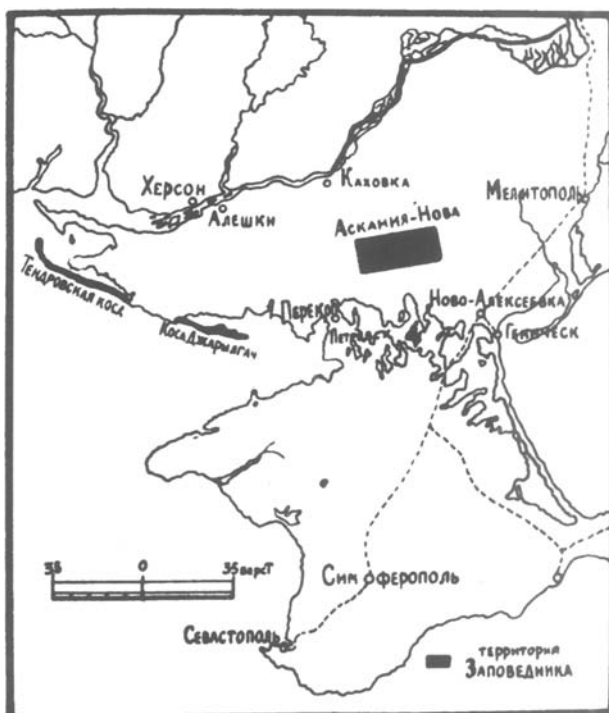 Херсон
Алешки
Каховка
Мелитополь
Аскания-Нова
Тендровская коса
Коса Джарылгач
Перекоп
Ново-Алексеевка
Геническ
35 0 35 верст
Симферополь
Севастополь
территория
Заповедника